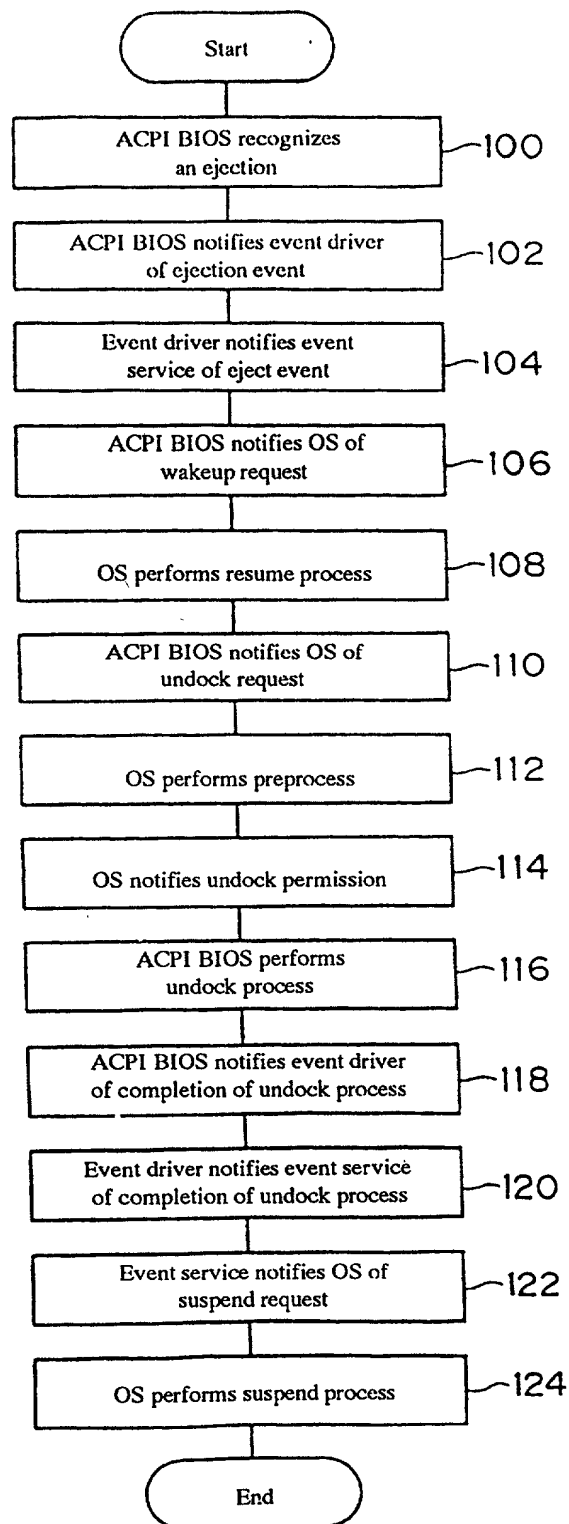 Start
ACPI BIOS recognizes
an ejection
100
ACPI BIOS notifies event driver
of ejection event
102
Event driver notifies event
service of eject event
104
ACPI BIOS notifies OS of
wakeup request
106
OS performs resume process
108
ACPI BIOS notifies OS of
undock request
110
OS performs preprocess
112
OS notifies undock permission
114
ACPI BIOS performs
undock process
116
ACPI BIOS notifies event driver
of completion of undock process
118
Event driver notifies event service
of completion of undock process
120
Event service notifies OS of
suspend request
122
OS performs suspend process
124
End